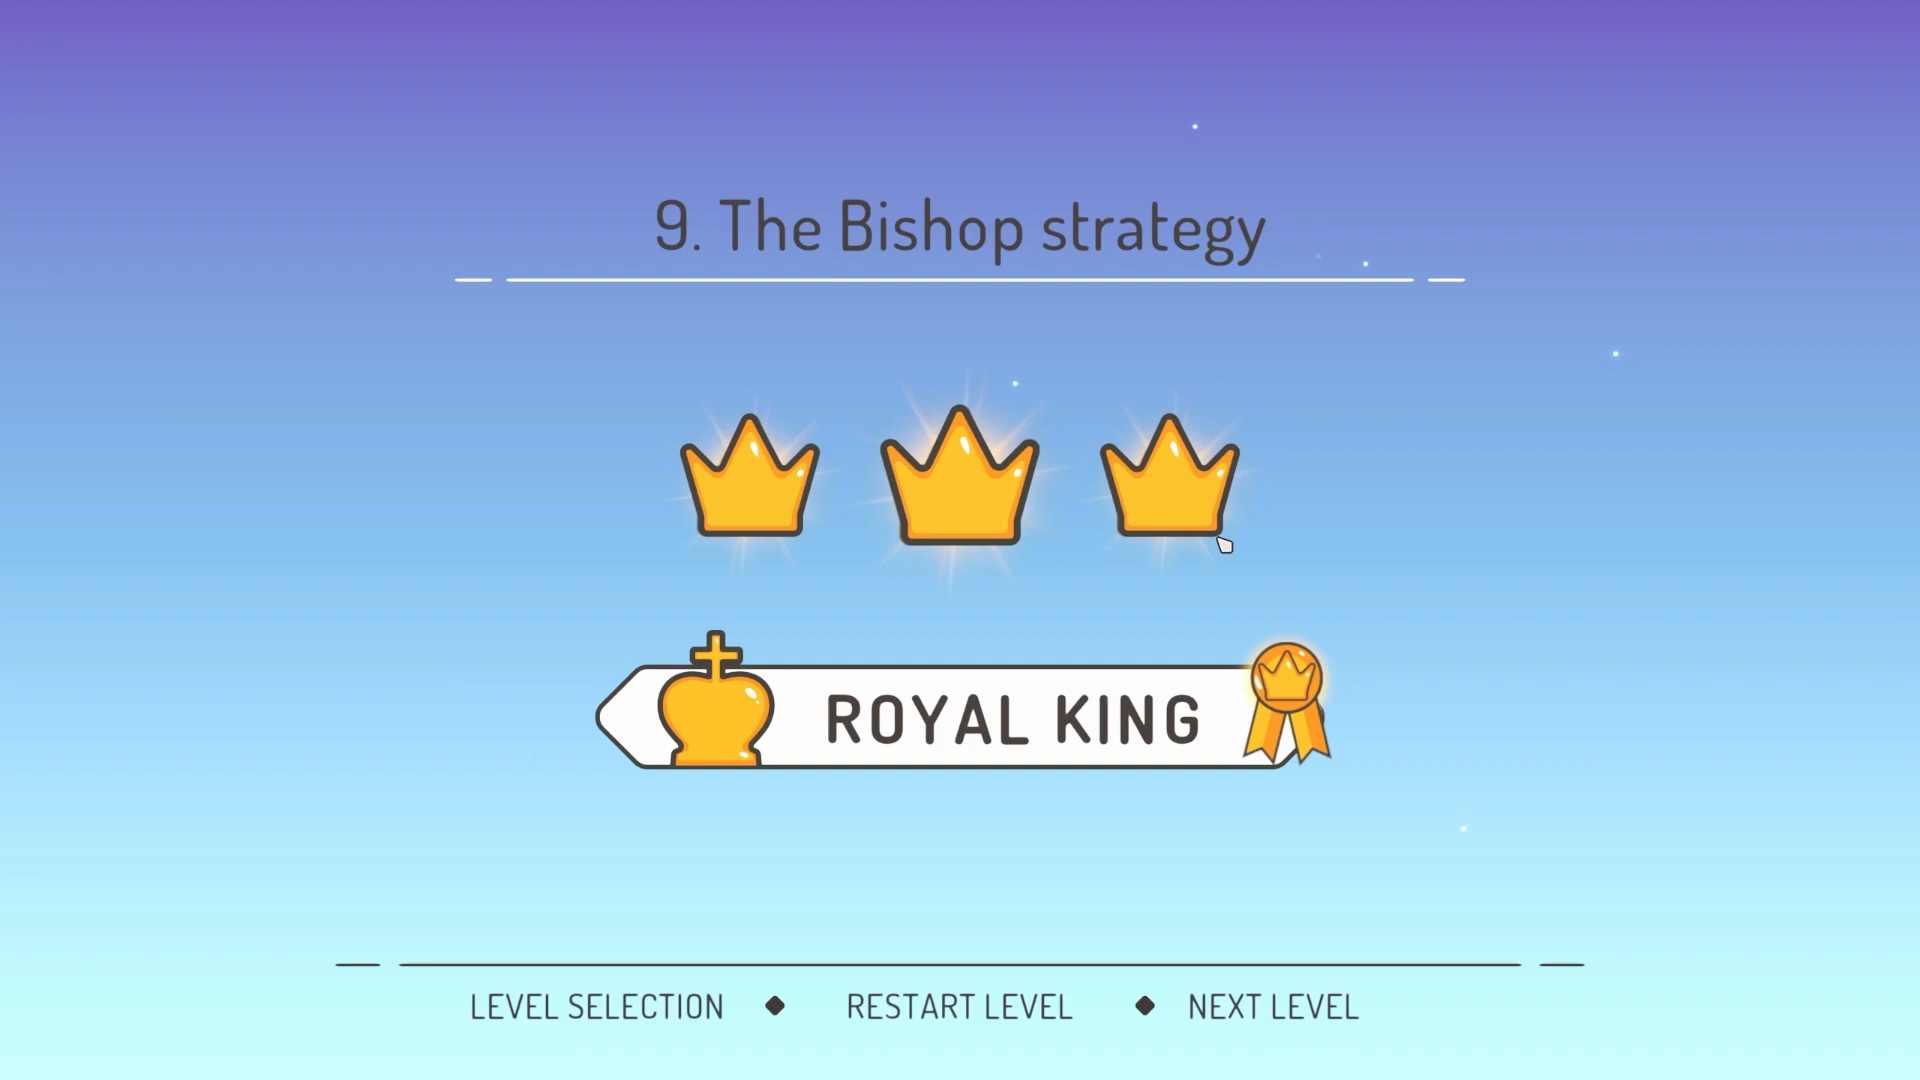 9. The Bishop strategy
ROYAL KING
LEVEL SELECTION
RESTART LEVEL
NEXT LEVEL